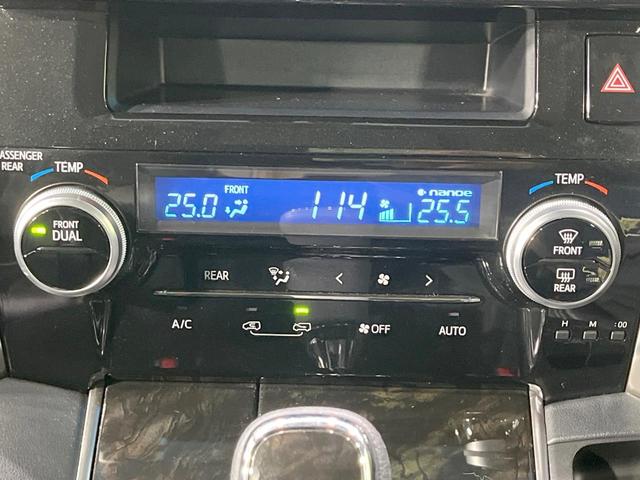 PASSENGER
REAR
TEMP
TEMP
25.0 FRONT 1:14 nanoe 25.5
FRONT
DUAL
FRONT
REAR
REAR < >
A/C OFF AUTO
H M :00